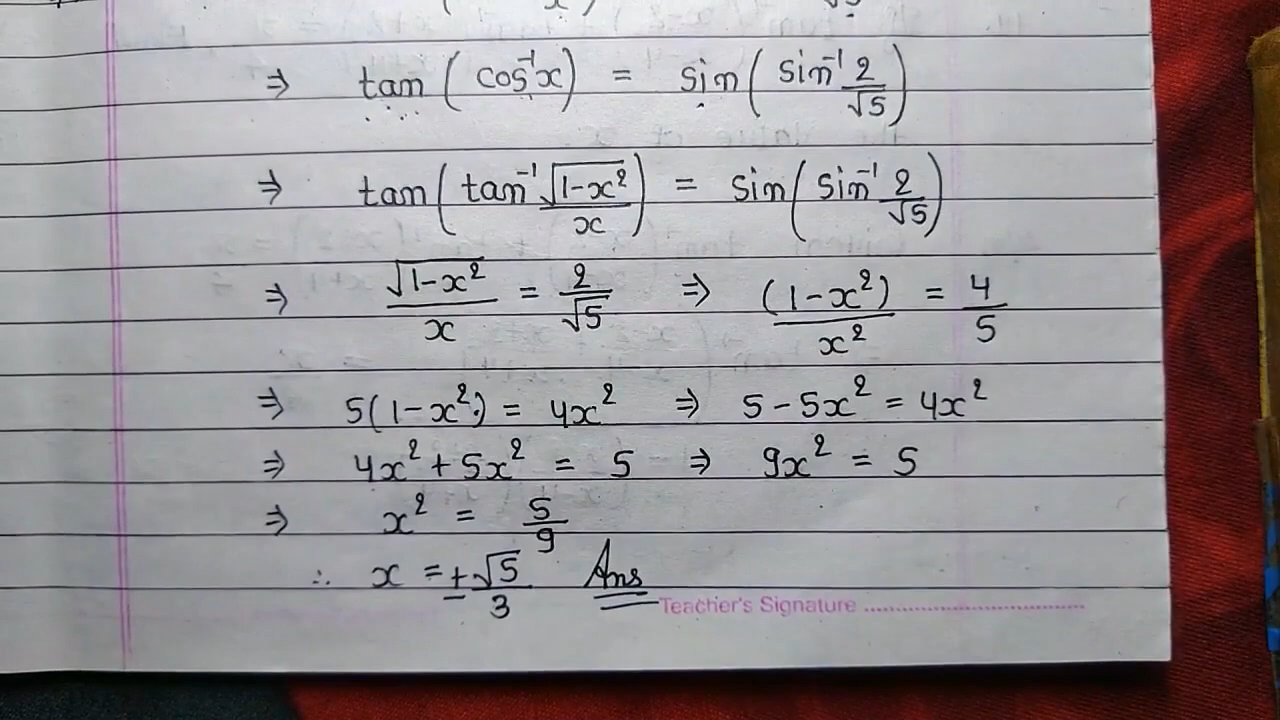 ⇒ tan(cos⁻¹x) = sin(sin⁻¹ 2/√5)
⇒ tan(tan⁻¹ √(1-x²)/x) = sin(sin⁻¹ 2/√5)
⇒ √(1-x²)/x = 2/√5 ⇒ (1-x²)/x² = 4/5
⇒ 5(1-x²) = 4x² ⇒ 5-5x² = 4x²
⇒ 4x²+5x² = 5 ⇒ 9x² = 5
⇒ x² = 5/9
∴ x = ±√5/3 Ans
Teacher's Signature ........................